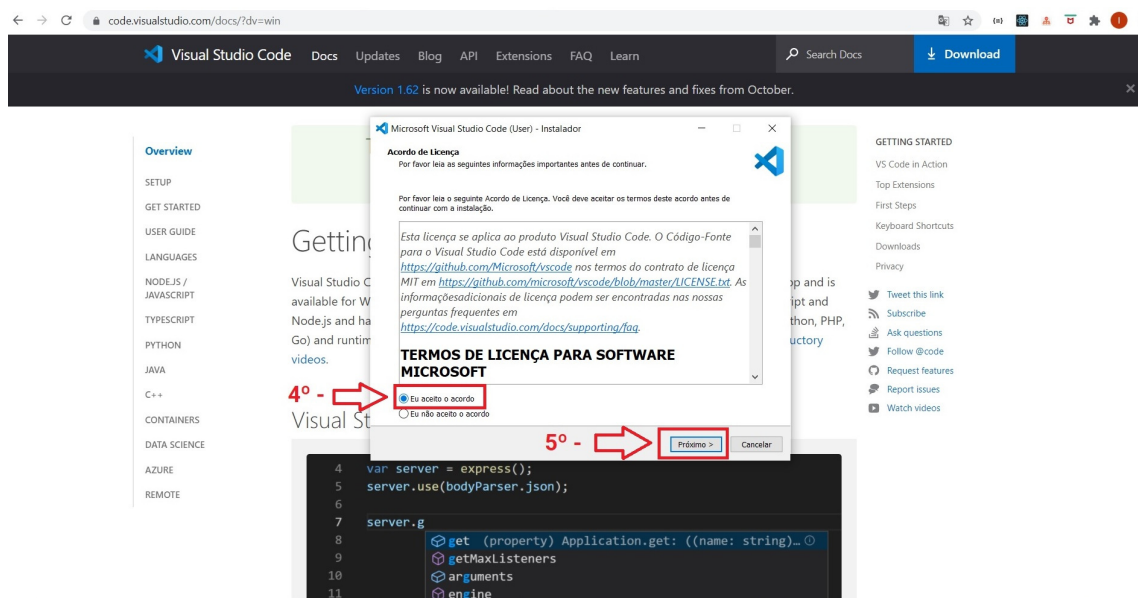 code.visualstudio.com/docs/?dv=win
Visual Studio Code Docs Updates Blog API Extensions FAQ Learn Search Docs Download
Version 1.62 is now available! Read about the new features and fixes from October.
Overview
SETUP
GET STARTED
USER GUIDE
LANGUAGES
NODE.JS /
JAVASCRIPT
TYPESCRIPT
PYTHON
JAVA
C++
CONTAINERS
DATA SCIENCE
AZURE
REMOTE
Microsoft Visual Studio Code (User) - Instalador
Acordo de Licença
Por favor leia as seguintes informações importantes antes de continuar.
Por favor leia o seguinte Acordo de Licença. Você deve aceitar os termos deste acordo antes de
continuar com a instalação.
Esta licença se aplica ao produto Visual Studio Code. O Código-Fonte
para o Visual Studio Code está disponível em
https://github.com/Microsoft/vscode nos termos do contrato de licença
MIT em https://github.com/microsoft/vscode/blob/master/LICENSE.txt. As
informaçõesadicionais de licença podem ser encontradas nas nossas
perguntas frequentes em
https://code.visualstudio.com/docs/supporting/faq.
TERMOS DE LICENÇA PARA SOFTWARE
MICROSOFT
4º -
Eu aceito o acordo
Eu não aceito o acordo
5º -
Próximo >
Cancelar
Visual Studio
available for
Node.js and
Go) and
videos.
pp and is
ipt and
thon, PHP,
uctory
Visual
4 var server = express();
5 server.use(bodyParser.json);
6
7 server.g
8 get (property) Application.get: ((name: string)…
9 getMaxListeners
10 arguments
11 engine
GETTING STARTED
VS Code in Action
Top Extensions
First Steps
Keyboard Shortcuts
Downloads
Privacy
Tweet this link
Subscribe
Ask questions
Follow @code
Request features
Report issues
Watch videos